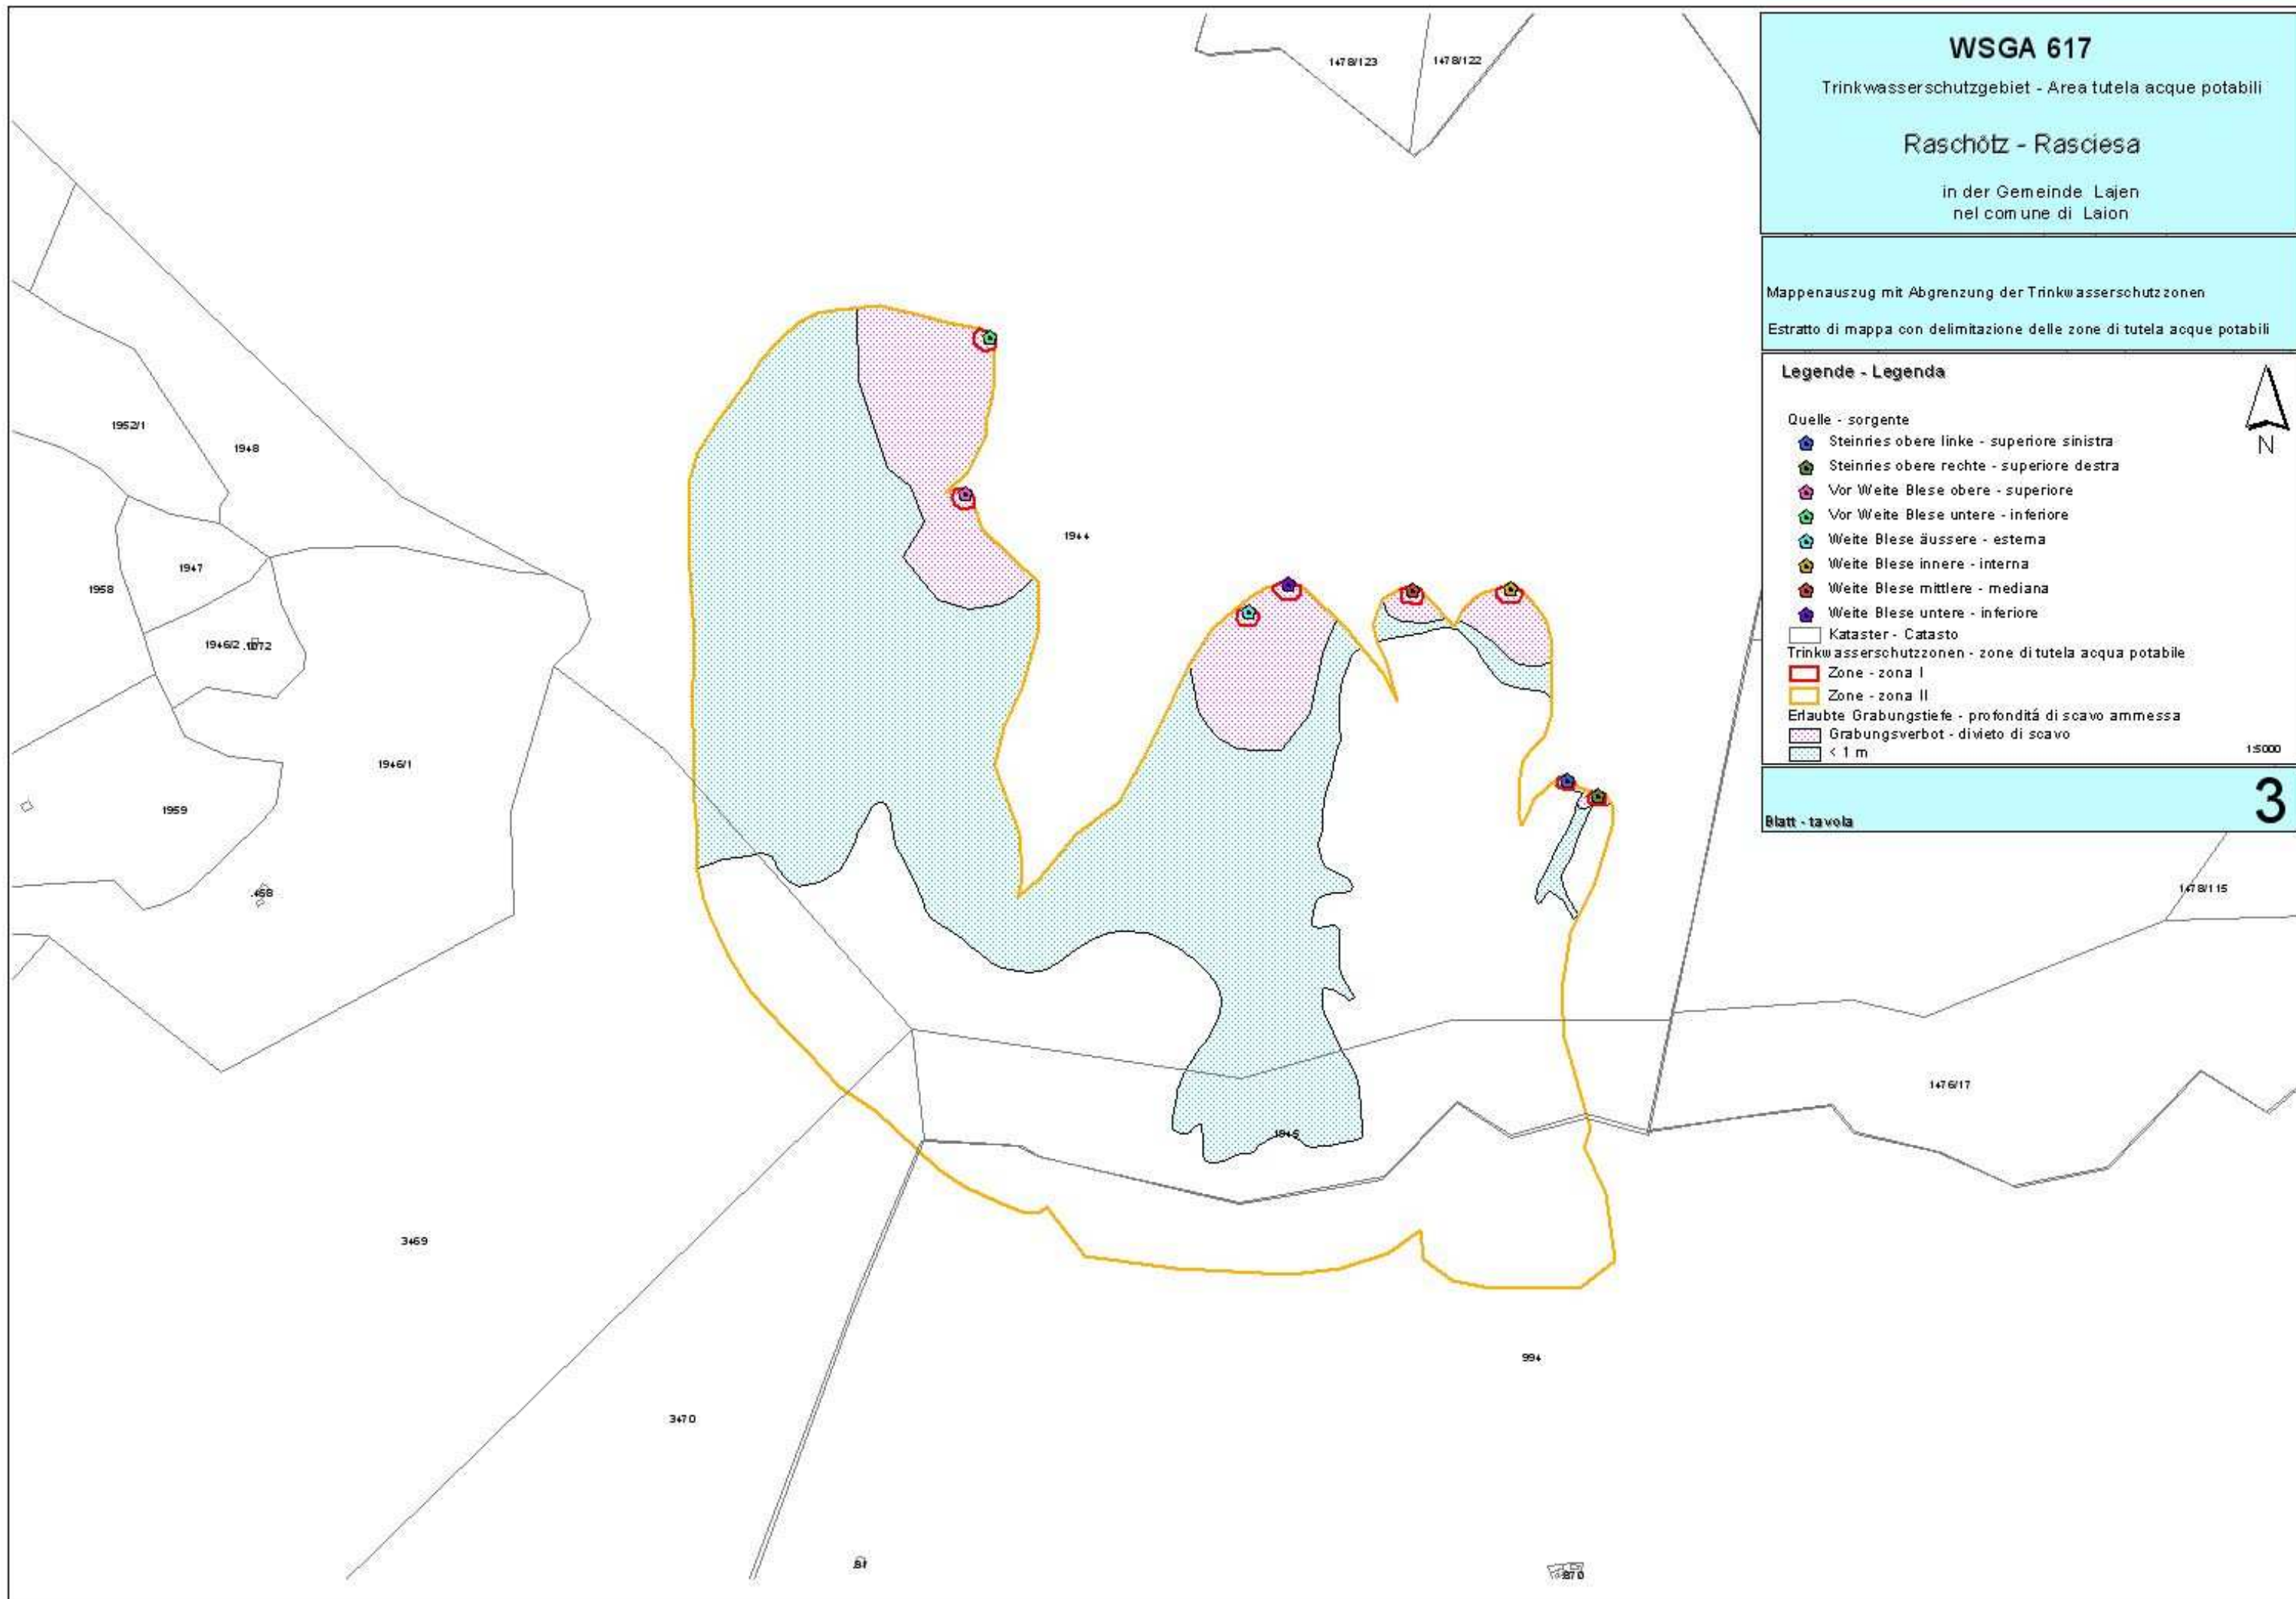 WSGA 617
Trinkwasserschutzgebiet - Area tutela acque potabili
Raschötz - Rasciesa
in der Gemeinde Lajen
nel comune di Laion
Mappenauszug mit Abgrenzung der Trinkwasserschutzzonen
Estratto di mappa con delimitazione delle zone di tutela acque potabili
Legende - Legenda
N
Quelle - sorgente
Steinries obere linke - superiore sinistra
Steinries obere rechte - superiore destra
Vor Weite Blese obere - superiore
Vor Weite Blese untere - inferiore
Weite Blese äussere - esterna
Weite Blese innere - interna
Weite Blese mittlere - mediana
Weite Blese untere - inferiore
Kataster - Catasto
Trinkwasserschutzzonen - zone di tutela acqua potabile
Zone - zona I
Zone - zona II
Erlaubte Grabungstiefe - profonditá di scavo ammessa
Grabungsverbot - divieto di scavo
< 1 m
1:5000
3
Blatt - tavola
1478/123
1478/122
1952/1
1948
1944
1947
1958
1946/2
1946/1
1959
.458
1478/115
1476/17
1945
3469
994
3470